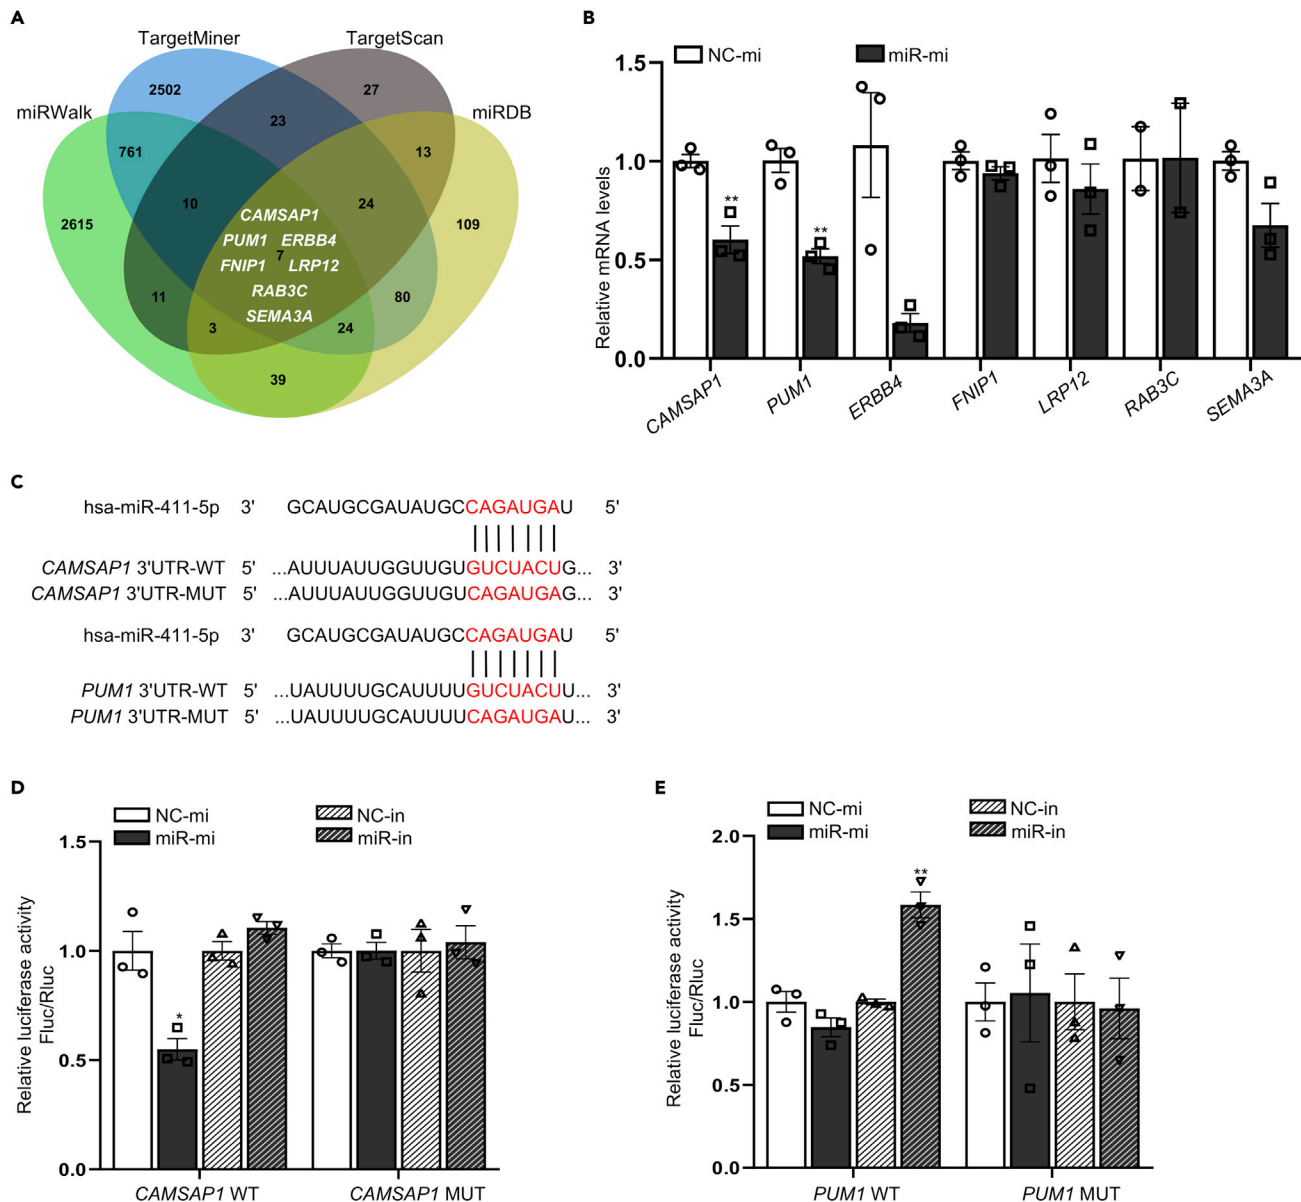 A
TargetMiner
TargetScan
miRWalk
miRDB
2502
27
23
761
13
10
24
2615
109
CAMSAP1
PUM1 ERBB4
7
FNIP1 LRP12
RAB3C
SEMA3A
11
80
3
24
39
B
NC-mi
miR-mi
Relative mRNA levels
1.5
1.0
0.5
0.0
**
**
CAMSAP1
PUM1
ERBB4
FNIP1
LRP12
RAB3C
SEMA3A
C
hsa-miR-411-5p 3' GCAUGCGAUAUGCCAGAUGAU 5'
CAMSAP1 3'UTR-WT 5' ...AUUUAUUGGUUGUGUCUACUG... 3'
CAMSAP1 3'UTR-MUT 5' ...AUUUAUUGGUUGUCAGAUGAG... 3'
hsa-miR-411-5p 3' GCAUGCGAUAUGCCAGAUGAU 5'
PUM1 3'UTR-WT 5' ...UAUUUUGCAUUUUGUCUACUU... 3'
PUM1 3'UTR-MUT 5' ...UAUUUUGCAUUUUCAGAUGAU... 3'
D
NC-mi
miR-mi
NC-in
miR-in
Relative luciferase activity
Fluc/Rluc
1.5
1.0
0.5
0.0
*
CAMSAP1 WT
CAMSAP1 MUT
E
NC-mi
miR-mi
NC-in
miR-in
Relative luciferase activity
Fluc/Rluc
2.0
1.5
1.0
0.5
0.0
**
PUM1 WT
PUM1 MUT